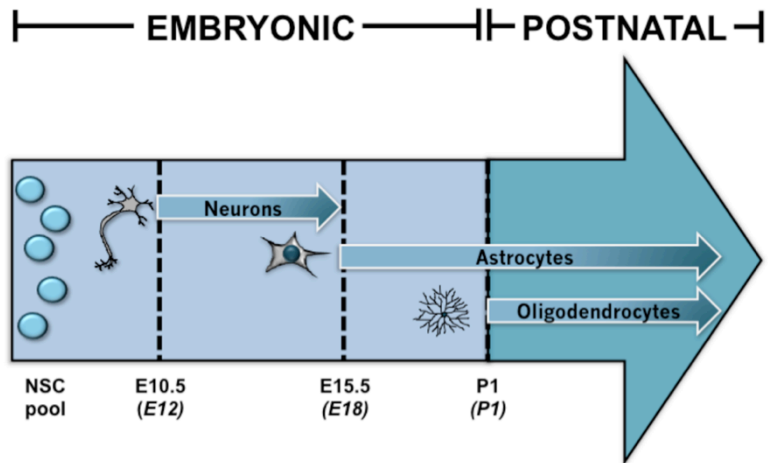 EMBRYONIC
POSTNATAL
Neurons
Astrocytes
Oligodendrocytes
NSC
pool
E10.5
(E12)
E15.5
(E18)
P1
(P1)